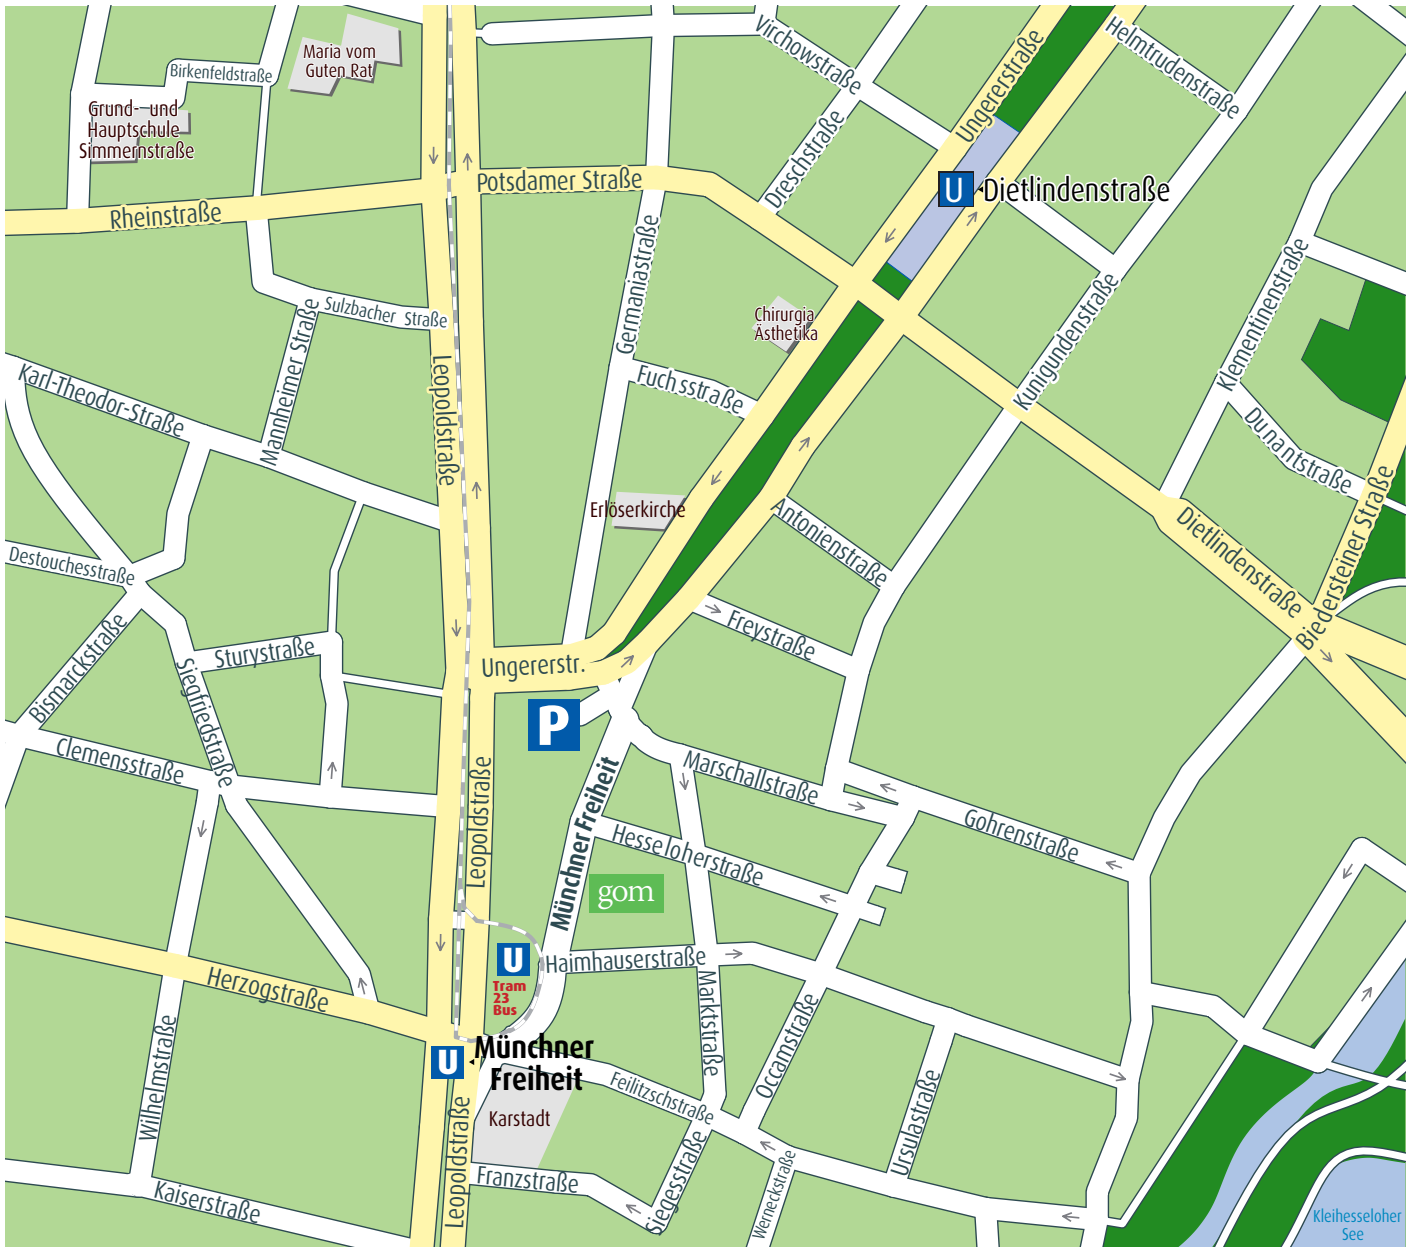 Maria vom
Guten Rat
Birkenfeldstraße
Grund- und
Hauptschule
Simmernstraße
Virchowstraße
Ungererstraße
Helmtrudenstraße
Dreschstraße
Potsdamer Straße
U Dietlindenstraße
Rheinstraße
Germaniastraße
Sulzbacher Straße
Mannheimer Straße
Chirurgia
Ästhetika
Kunigundenstraße
Klementinenstraße
Leopoldstraße
Karl-Theodor-Straße
Fuchsstraße
Dunantstraße
Erlöserkirche
Antonienstraße
Dietlindenstraße
Biedersteiner Straße
Destouchesstraße
Bismarckstraße
Sturystraße
Siegfriedstraße
Freystraße
Ungererstr.
P
Clemensstraße
Leopoldstraße
Münchner Freiheit
Marschallstraße
Hesseloherstraße
Gohrenstraße
gom
U
Tram
23
Bus
Haimhauserstraße
Marktstraße
Herzogstraße
Occamstraße
Wilhelmstraße
U
Münchner
Freiheit
Karstadt
Feilitzschstraße
Ursulastraße
Leopoldstraße
Franzstraße
Siegesstraße
Werneckstraße
Kaiserstraße
Kleihesseloher
See